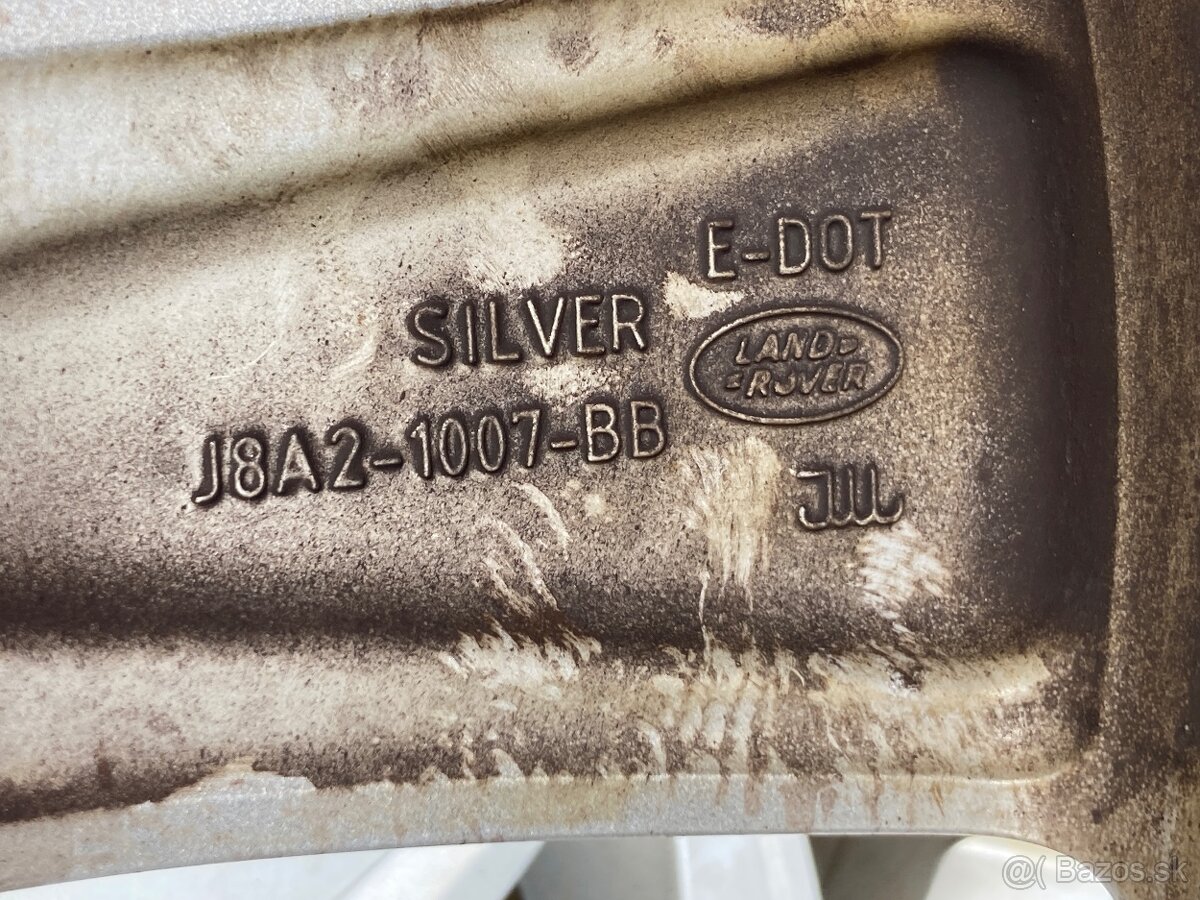 E-DOT
SILVER
LAND-
-ROVER
J8A2-1007-BB
@( Bazos.sk